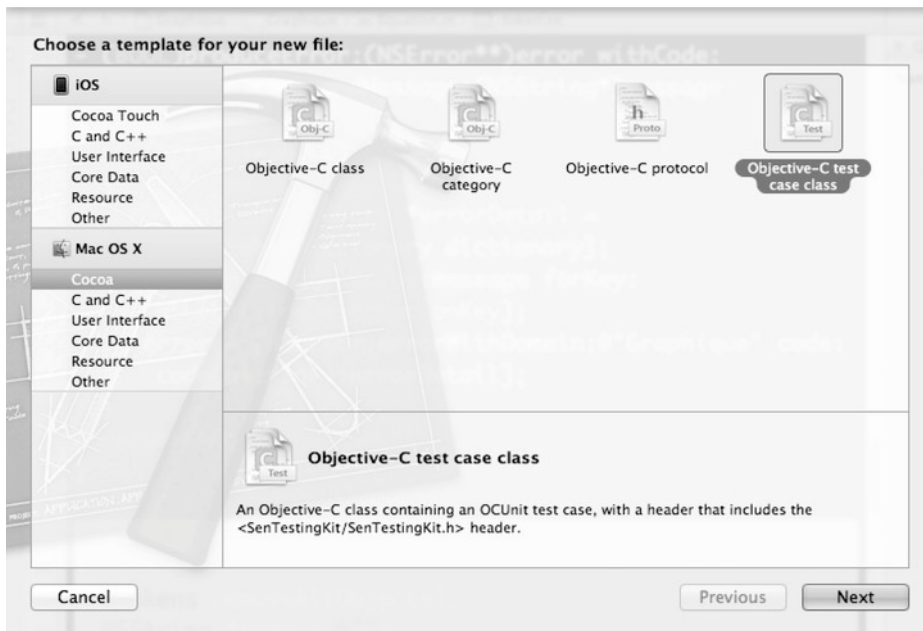 Choose a template for your new file:
iOS
Cocoa Touch
C and C++
User Interface
Core Data
Resource
Other
Mac OS X
Cocoa
C and C++
User Interface
Core Data
Resource
Other
Obj-C
Objective-C class
Obj-C
Objective-C
category
h
Proto
Objective-C protocol
C
Test
Objective-C test
case class
C
Test
Objective-C test case class
An Objective-C class containing an OCUnit test case, with a header that includes the
<SenTestingKit/SenTestingKit.h> header.
Cancel
Previous
Next